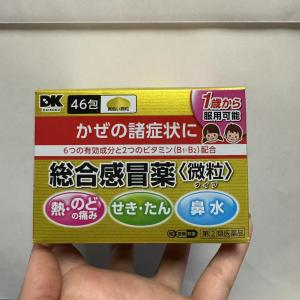 DK
DAIKOKU
46包
1歳から
服用可能
かぜの諸症状に
6つの有効成分と2つのビタミン(B₁・B₂)配合
総合感冒薬〈微粒〉
タイプ
熱・のどの痛み
せき・たん
鼻水
第②類医薬品